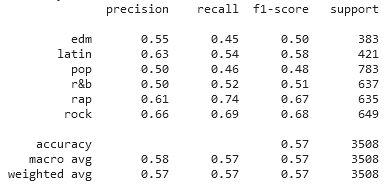 precision recall f1-score support
edm 0.55 0.45 0.50 383
latin 0.63 0.54 0.58 421
pop 0.50 0.46 0.48 783
r&b 0.50 0.52 0.51 637
rap 0.61 0.74 0.67 635
rock 0.66 0.69 0.68 649
accuracy 0.57 3508
macro avg 0.58 0.57 0.57 3508
weighted avg 0.57 0.57 0.57 3508